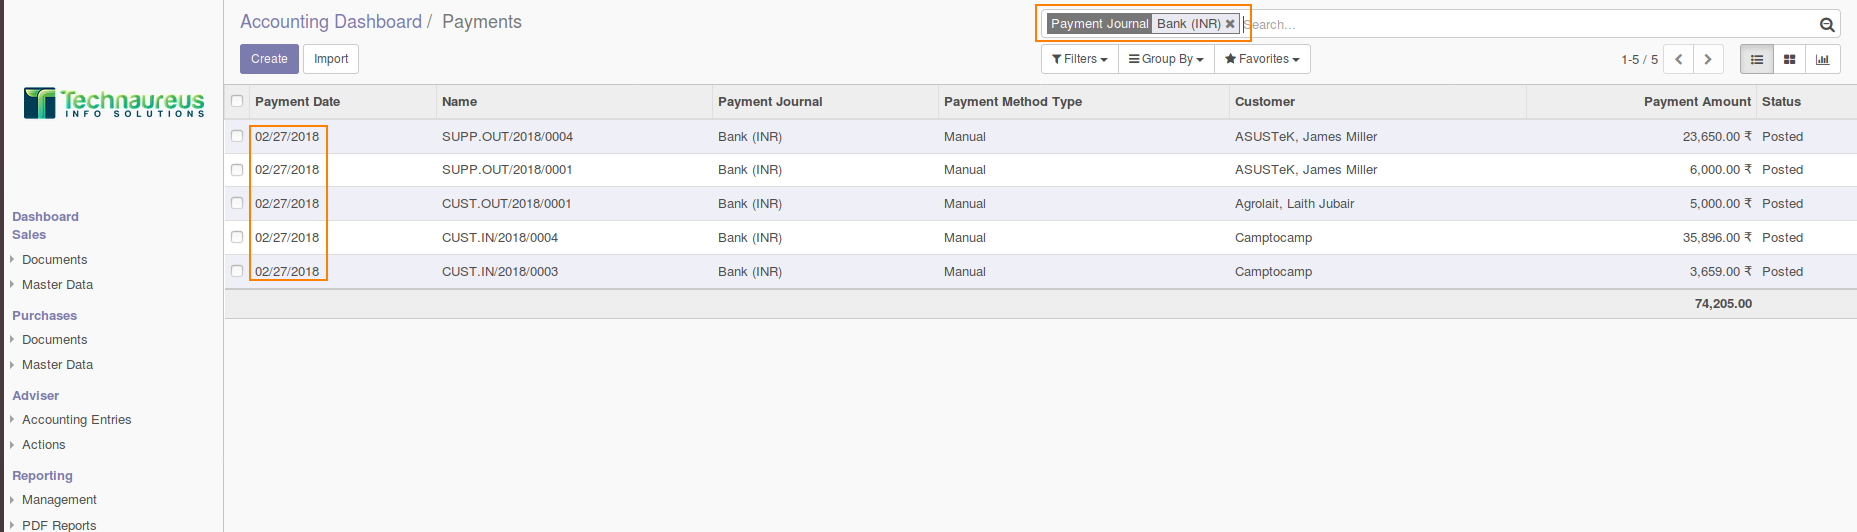 Accounting Dashboard / Payments
Payment Journal Bank (INR) ✖ Search...
Create Import
Filters Group By Favorites
1-5 / 5
Technaureus
INFO SOLUTIONS
Dashboard
Sales
Documents
Master Data
Purchases
Documents
Master Data
Adviser
Accounting Entries
Actions
Reporting
Management
PDF Reports
Payment Date Name Payment Journal Payment Method Type Customer Payment Amount Status
02/27/2018 SUPP.OUT/2018/0004 Bank (INR) Manual ASUSTeK, James Miller 23,650.00 ₹ Posted
02/27/2018 SUPP.OUT/2018/0001 Bank (INR) Manual ASUSTeK, James Miller 6,000.00 ₹ Posted
02/27/2018 CUST.OUT/2018/0001 Bank (INR) Manual Agrolait, Laith Jubair 5,000.00 ₹ Posted
02/27/2018 CUST.IN/2018/0004 Bank (INR) Manual Camptocamp 35,896.00 ₹ Posted
02/27/2018 CUST.IN/2018/0003 Bank (INR) Manual Camptocamp 3,659.00 ₹ Posted
74,205.00